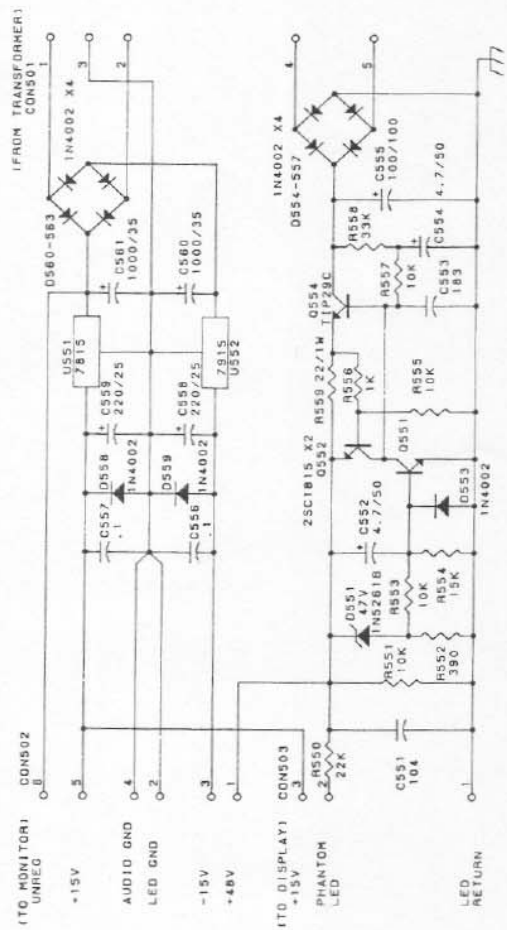 (TO MONITOR)
CON502
UNREG
6
+15V
5
AUDIO GND
4
LED GND
2
-15V
3
+48V
1
C557
.1
C556
.1
D558
1N4002
D559
1N4002
C559
220/25
C558
220/25
U551
7815
7915
U552
C561
1000/35
C560
1000/35
D560-563
1N4002 X4
(FROM TRANSFORMER)
CON501
1
3
2
(TO DISPLAY)
CON503
+15V
3
PHANTOM
LED
2
LED
RETURN
1
R550
22K
C551
104
R551
10K
D551
47V
1N5261B
R552
390
R553
10K
C552
4.7/50
R554
15K
D553
1N4002
2SC1815 X2
Q552
Q551
R559 22/1W
R556
1K
R555
10K
Q554
TIP29C
R557
10K
C553
183
R558
33K
C554
4.7/50
C555
100/100
D554-557
1N4002 X4
4
5